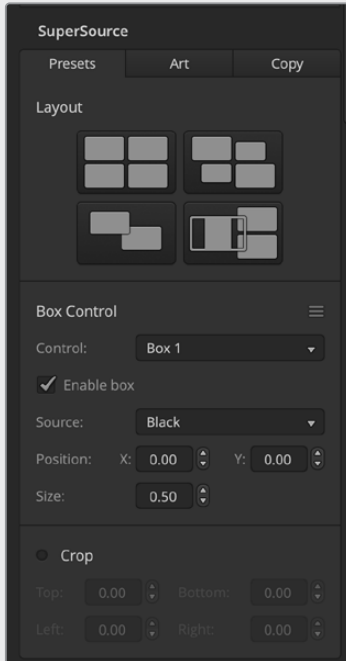 SuperSource
Presets Art Copy
Layout
Box Control
Control: Box 1
Enable box
Source: Black
Position: X: 0.00 Y: 0.00
Size: 0.50
Crop
Top: 0.00 Bottom: 0.00
Left: 0.00 Right: 0.00